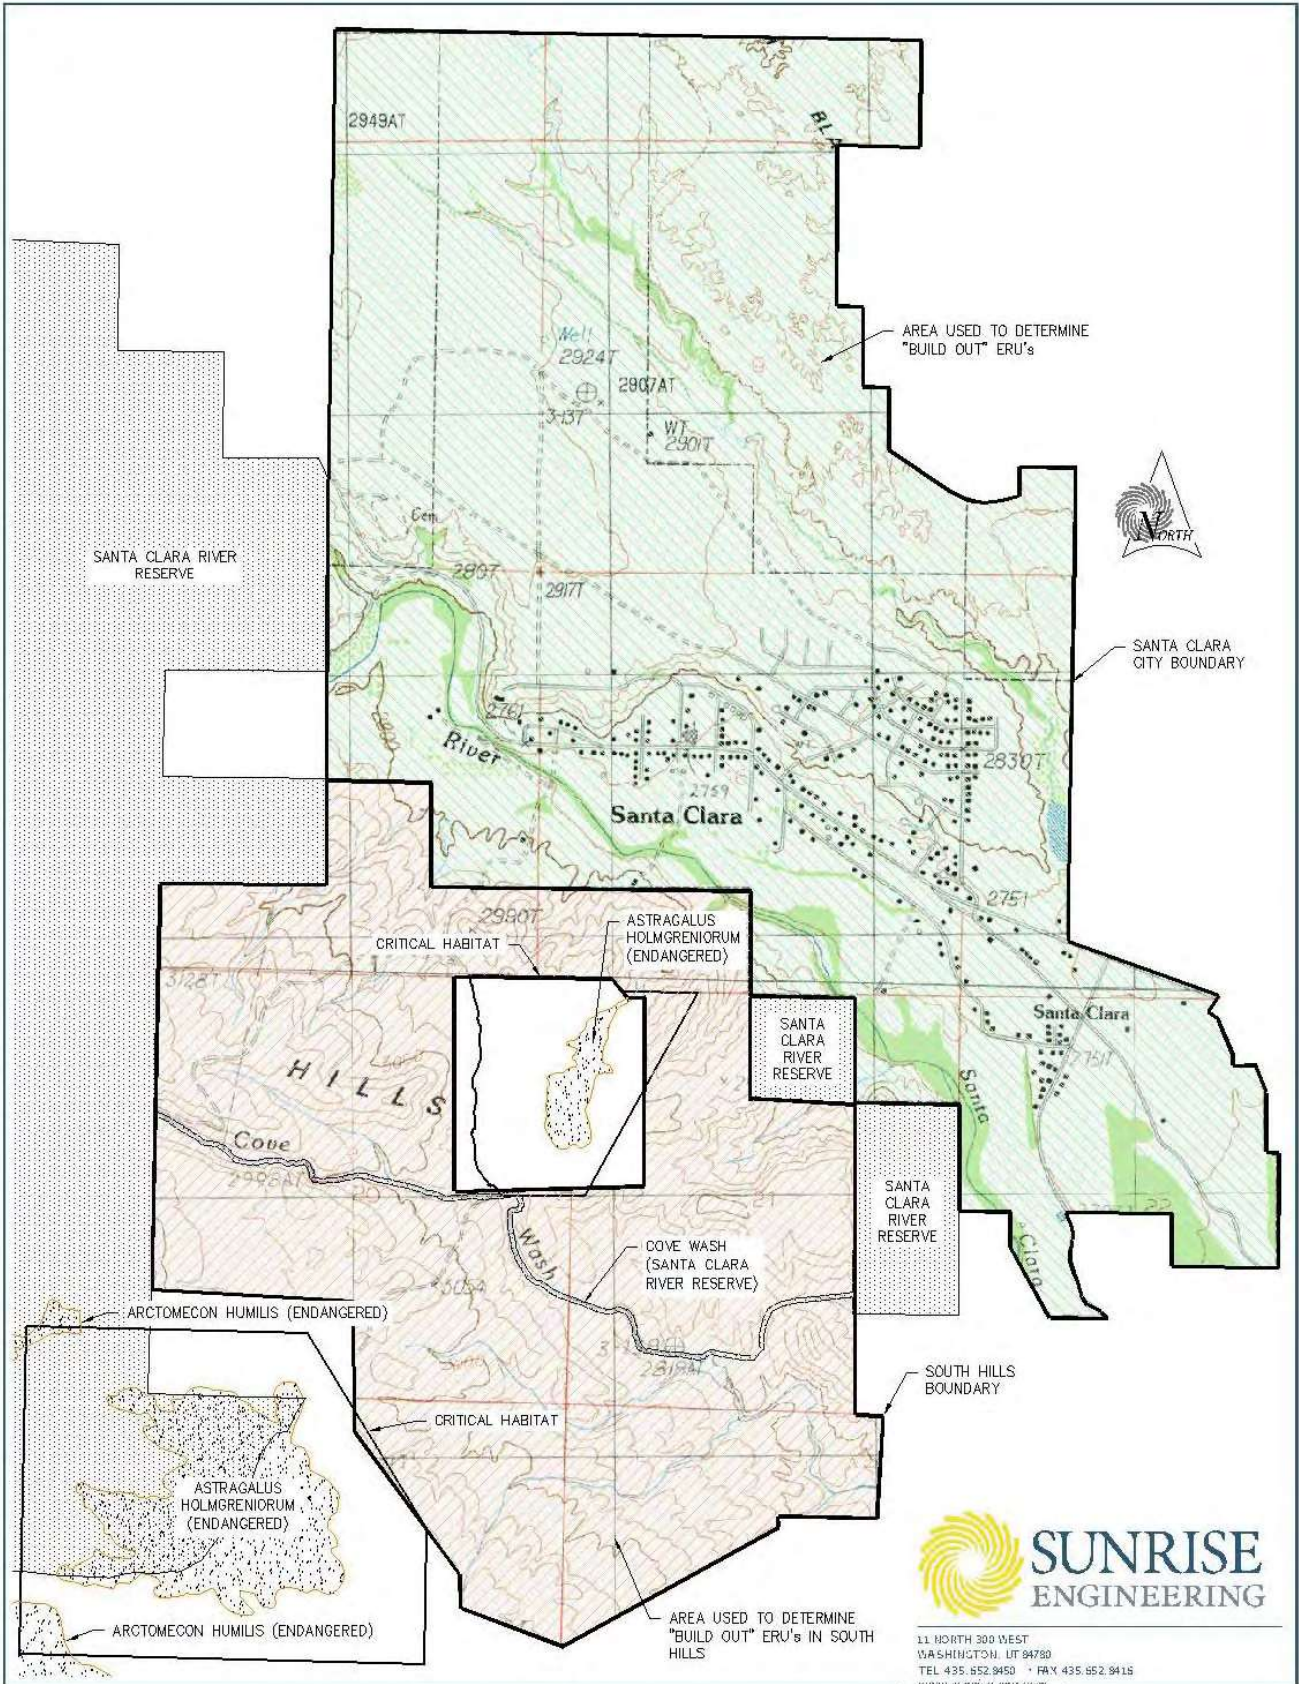 2949AT
BLA
Well
2924T
2907AT
3-13T
WT
2901T
AREA USED TO DETERMINE
"BUILD OUT" ERU's
NORTH
Cem
SANTA CLARA RIVER
RESERVE
2917T
SANTA CLARA
CITY BOUNDARY
2761
River
2830T
2759
Santa Clara
2751
2990T
ASTRAGALUS
HOLMGRENIORUM
(ENDANGERED)
CRITICAL HABITAT
3128T
SANTA
CLARA
RIVER
RESERVE
Santa Clara
HILLS
Santa
Cove
SANTA
CLARA
RIVER
RESERVE
Clara
Wash
COVE WASH
(SANTA CLARA
RIVER RESERVE)
ARCTOMECON HUMILIS (ENDANGERED)
SOUTH HILLS
BOUNDARY
CRITICAL HABITAT
ASTRAGALUS
HOLMGRENIORUM
(ENDANGERED)
ARCTOMECON HUMILIS (ENDANGERED)
AREA USED TO DETERMINE
"BUILD OUT" ERU's IN SOUTH
HILLS
SUNRISE
ENGINEERING
11 NORTH 300 WEST
WASHINGTON, UT 84780
TEL 435.652.8450 • FAX 435.652.8416